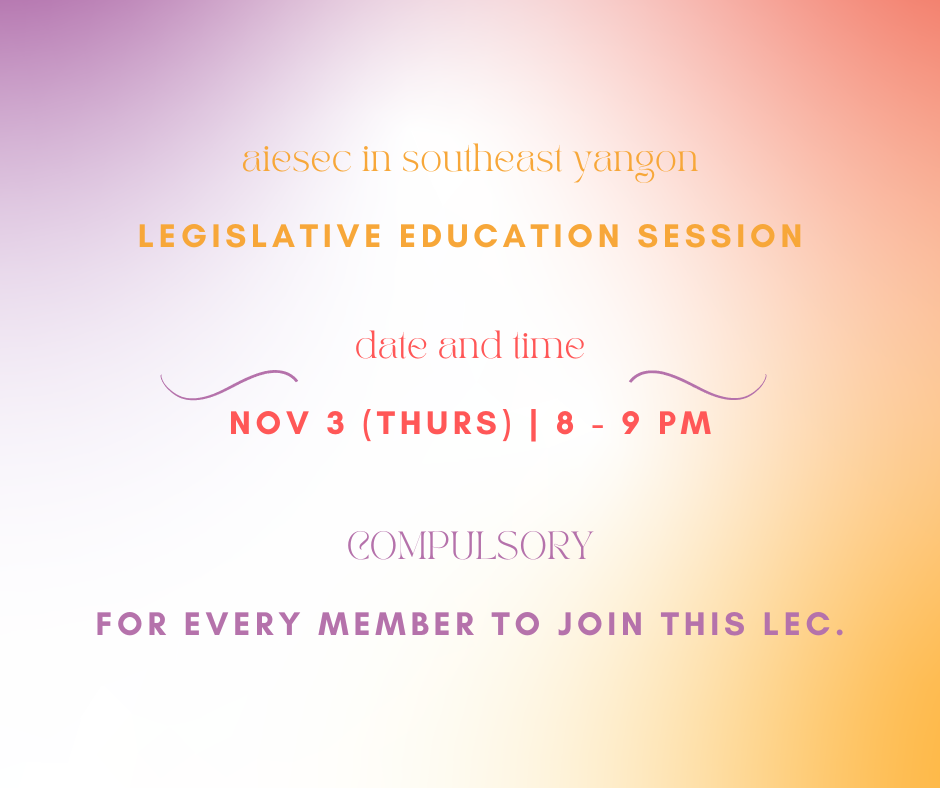 aiesec in southeast yangon
LEGISLATIVE EDUCATION SESSION
date and time
NOV 3 (THURS) | 8 - 9 PM
COMPULSORY
FOR EVERY MEMBER TO JOIN THIS LEC.